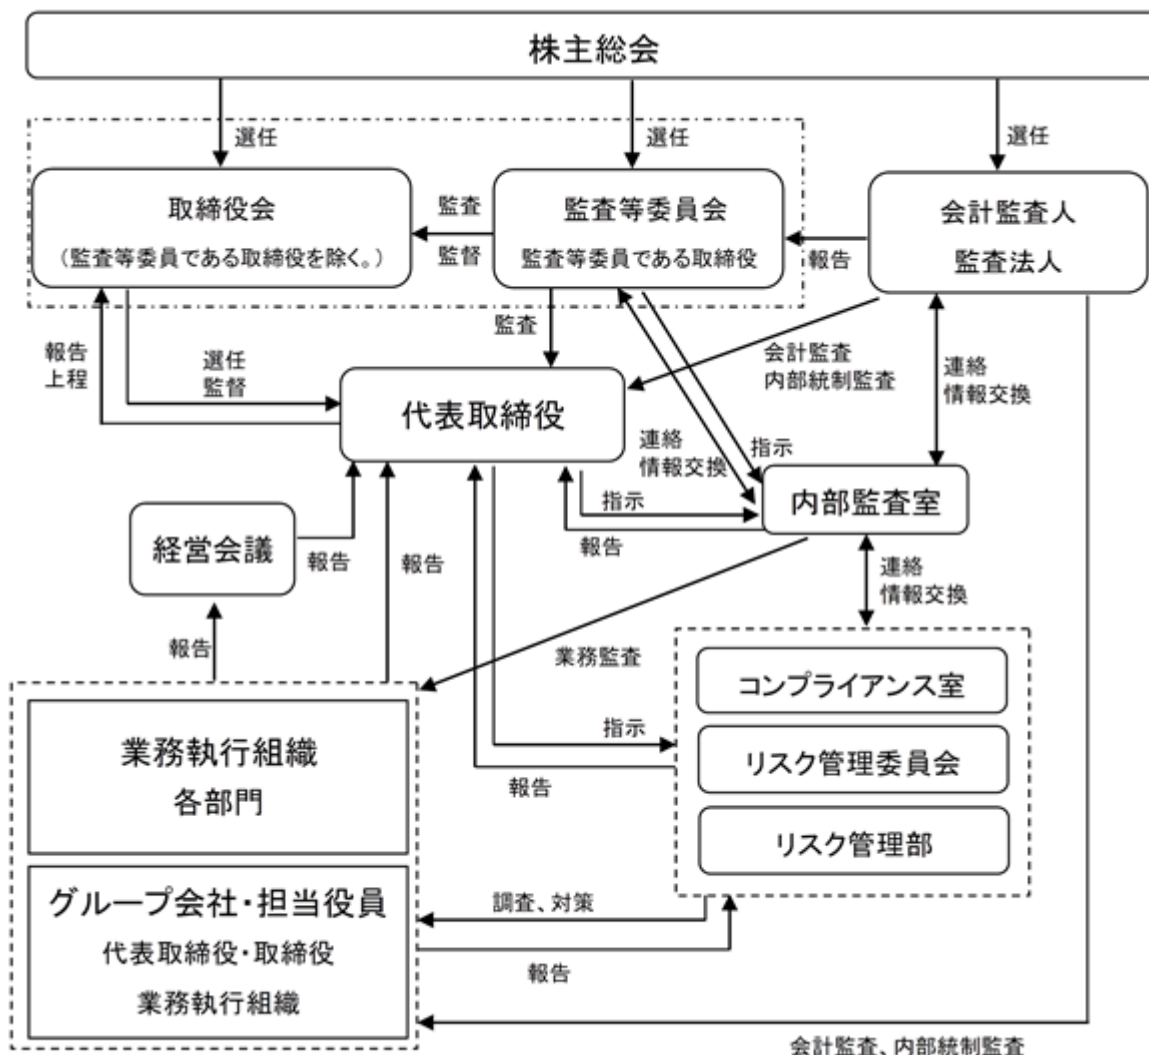 株主総会
選任
選任
選任
取締役会
（監査等委員である取締役を除く。）
監査
監督
監査等委員会
監査等委員である取締役
報告
会計監査人
監査法人
報告
上程
選任
監督
監査
会計監査
内部統制監査
連絡
情報交換
代表取締役
連絡
情報交換
指示
指示
報告
内部監査室
経営会議
報告
報告
連絡
情報交換
報告
業務監査
コンプライアンス室
リスク管理委員会
リスク管理部
指示
報告
業務執行組織
各部門
グループ会社・担当役員
代表取締役・取締役
業務執行組織
調査、対策
報告
会計監査、内部統制監査